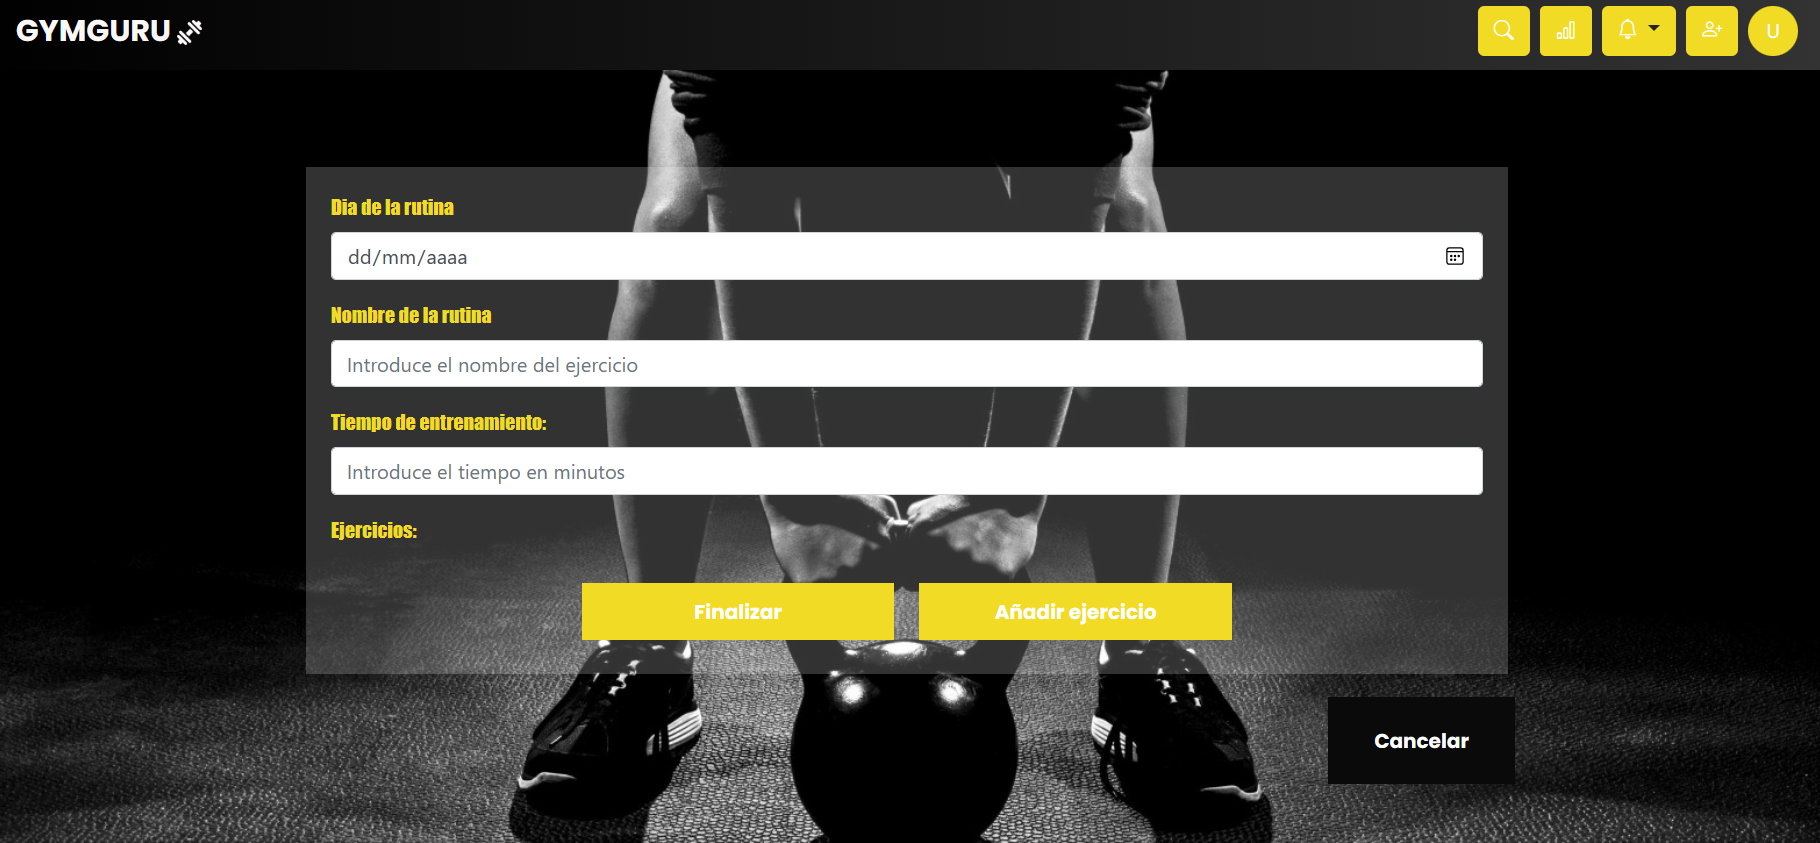 GYMGURU
U
Dia de la rutina
dd/mm/aaaa
Nombre de la rutina
Introduce el nombre del ejercicio
Tiempo de entrenamiento:
Introduce el tiempo en minutos
Ejercicios:
Finalizar
Añadir ejercicio
Cancelar